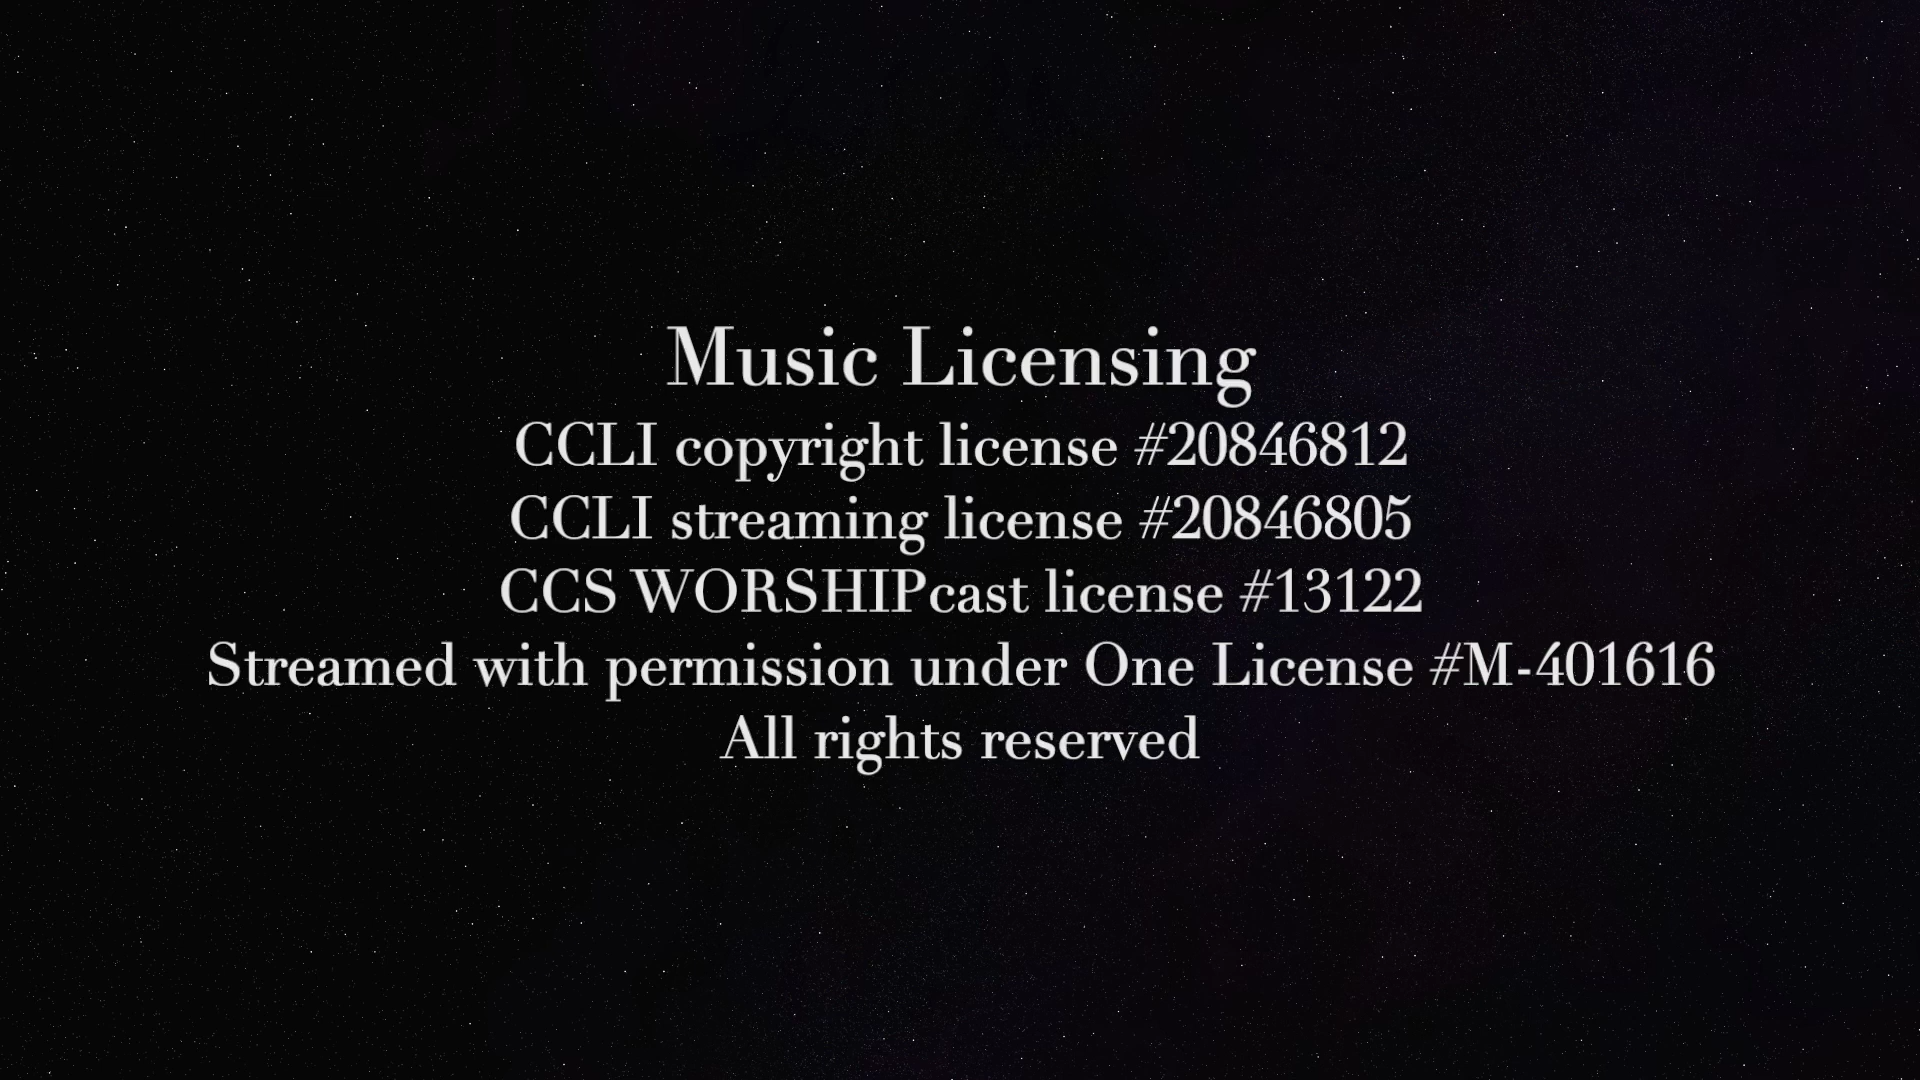 Music Licensing
CCLI copyright license #20846812
CCLI streaming license #20846805
CCS WORSHIPcast license #13122
Streamed with permission under One License #M-401616
All rights reserved